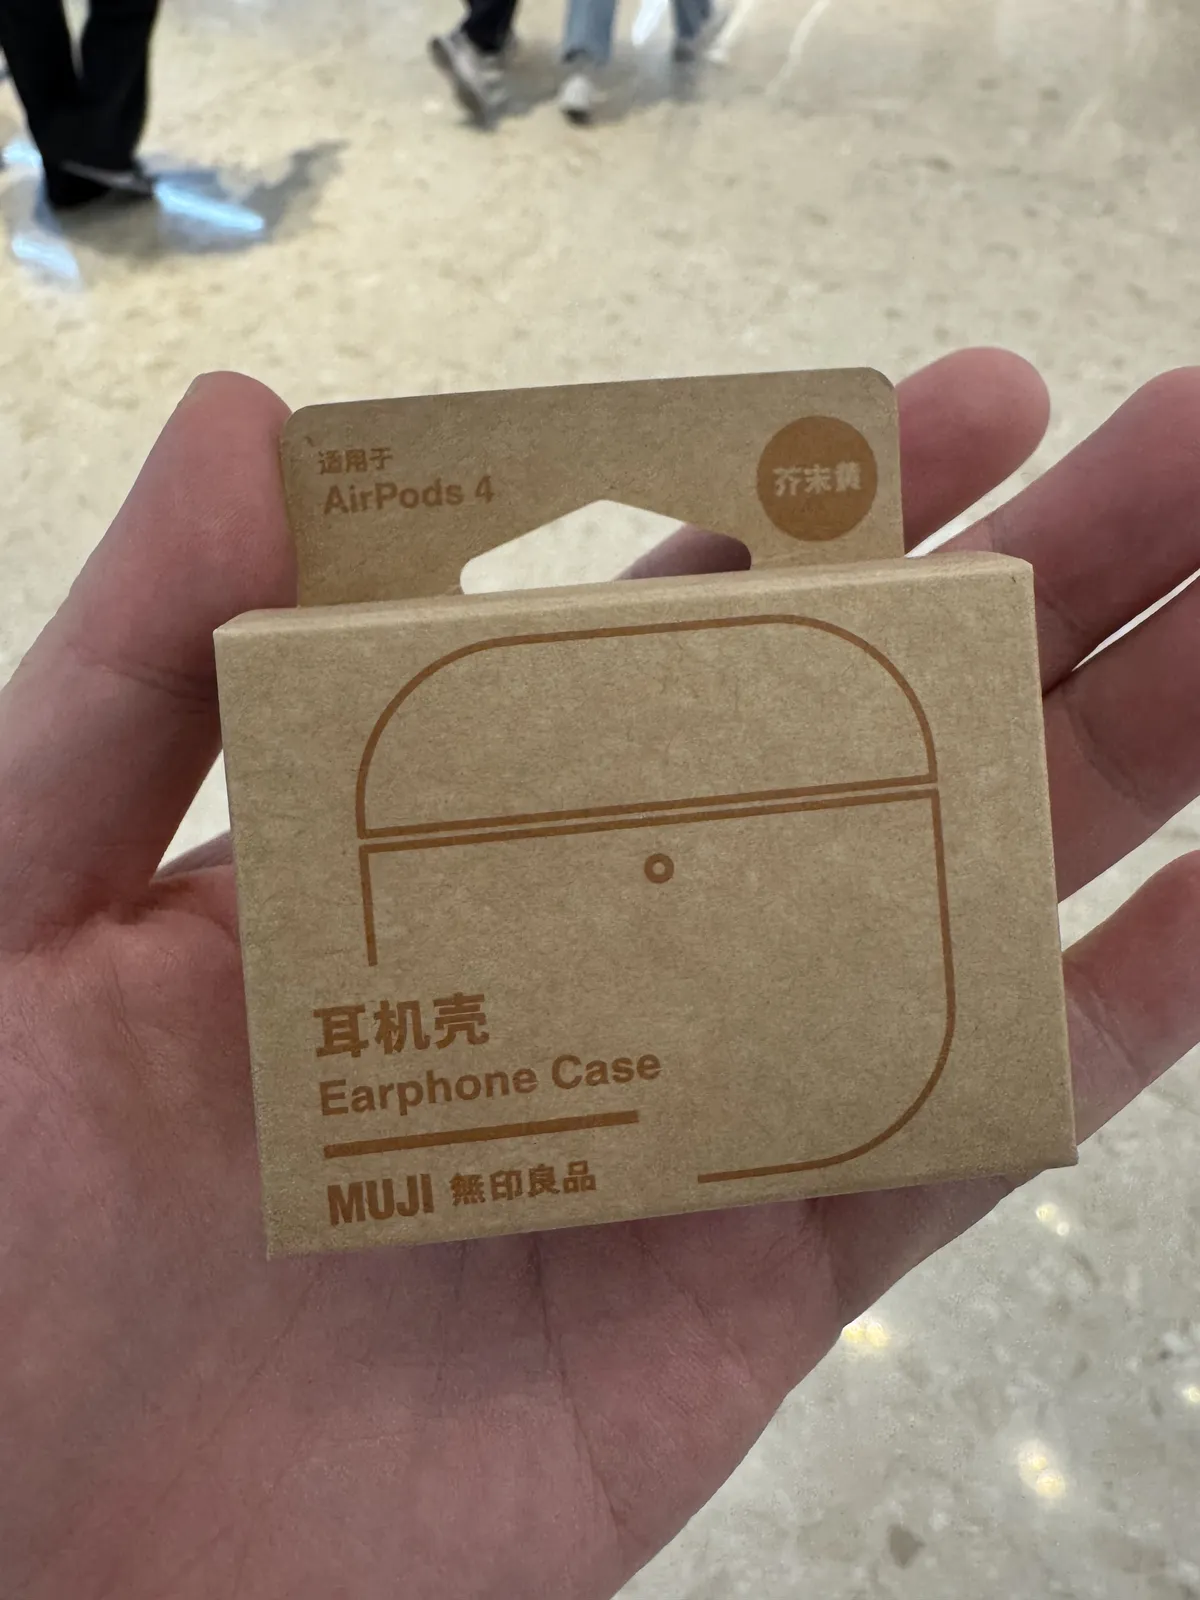 适用于
AirPods 4
芥末黄
耳机壳
Earphone Case
MUJI 無印良品